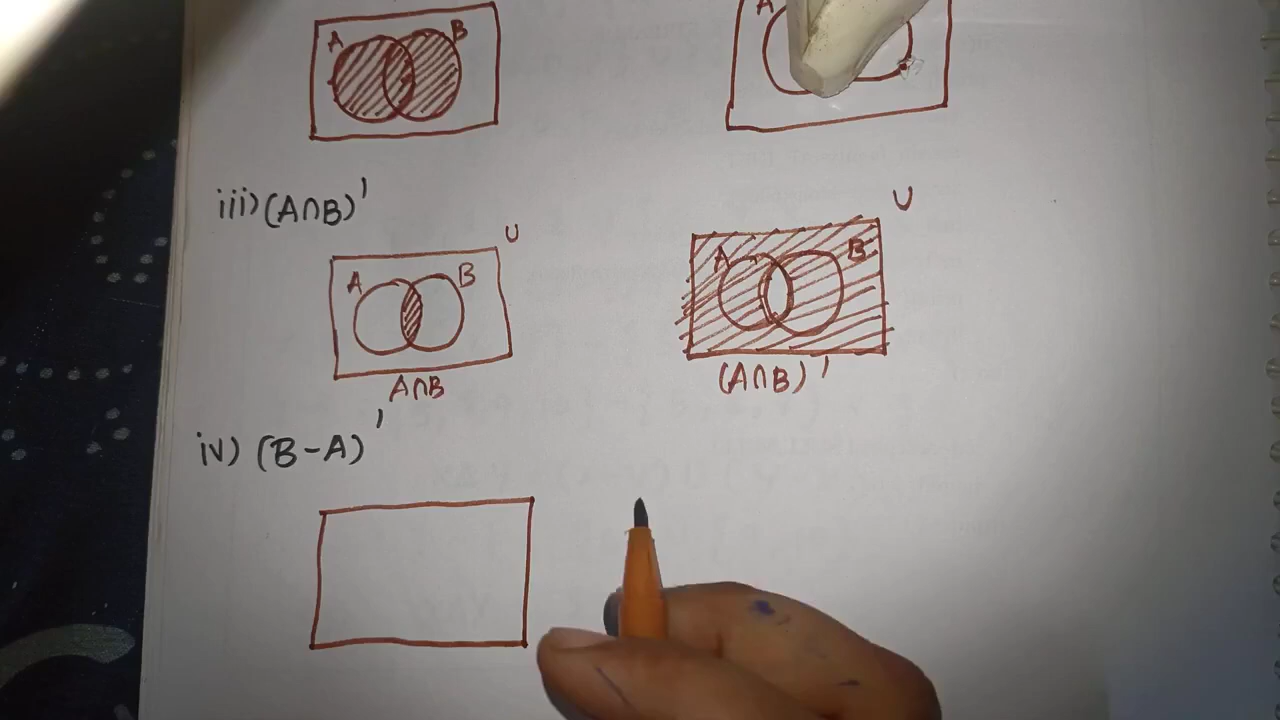 A B
A
iii) (A∩B)'
U
A B
U
A B
A∩B
(A∩B)'
iv) (B-A)'